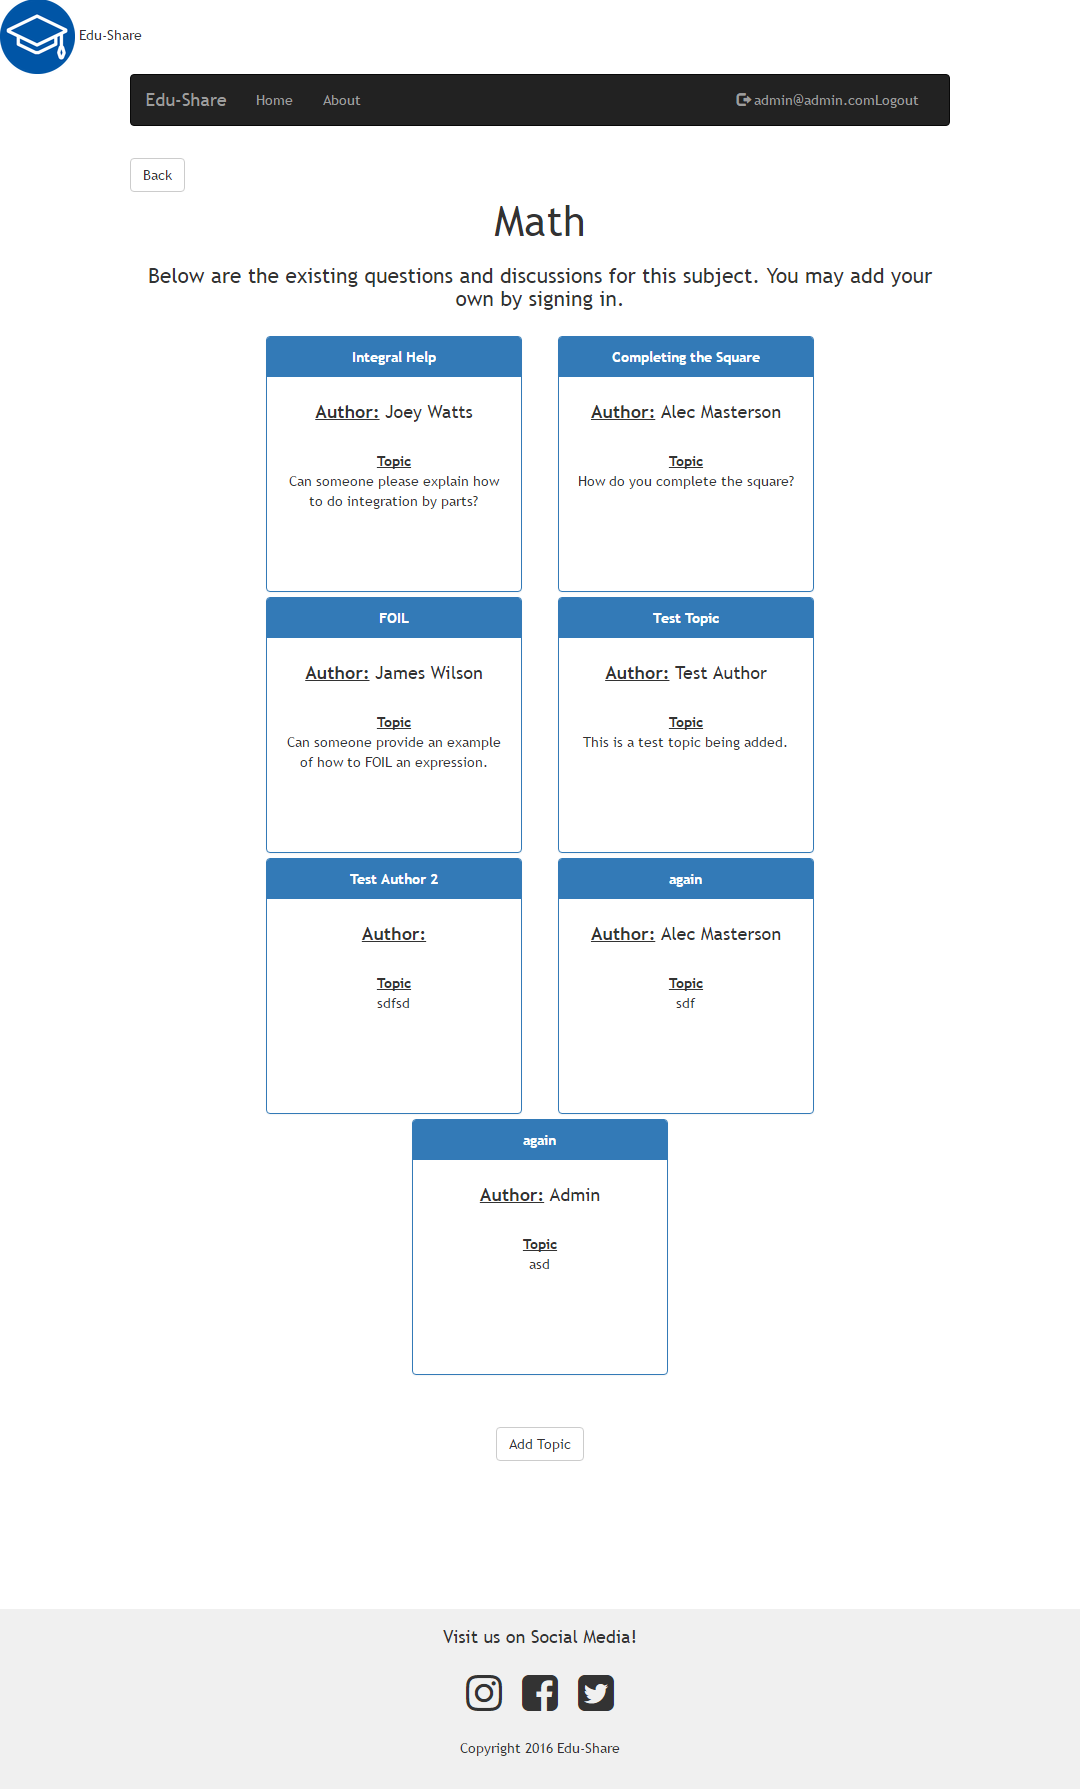 Edu-Share
Edu-Share Home About admin@admin.comLogout
Back
Math
Below are the existing questions and discussions for this subject. You may add your
own by signing in.
Integral Help
Author: Joey Watts
Topic
Can someone please explain how
to do integration by parts?
Completing the Square
Author: Alec Masterson
Topic
How do you complete the square?
FOIL
Author: James Wilson
Topic
Can someone provide an example
of how to FOIL an expression.
Test Topic
Author: Test Author
Topic
This is a test topic being added.
Test Author 2
Author:
Topic
sdfsd
again
Author: Alec Masterson
Topic
sdf
again
Author: Admin
Topic
asd
Add Topic
Visit us on Social Media!
Copyright 2016 Edu-Share